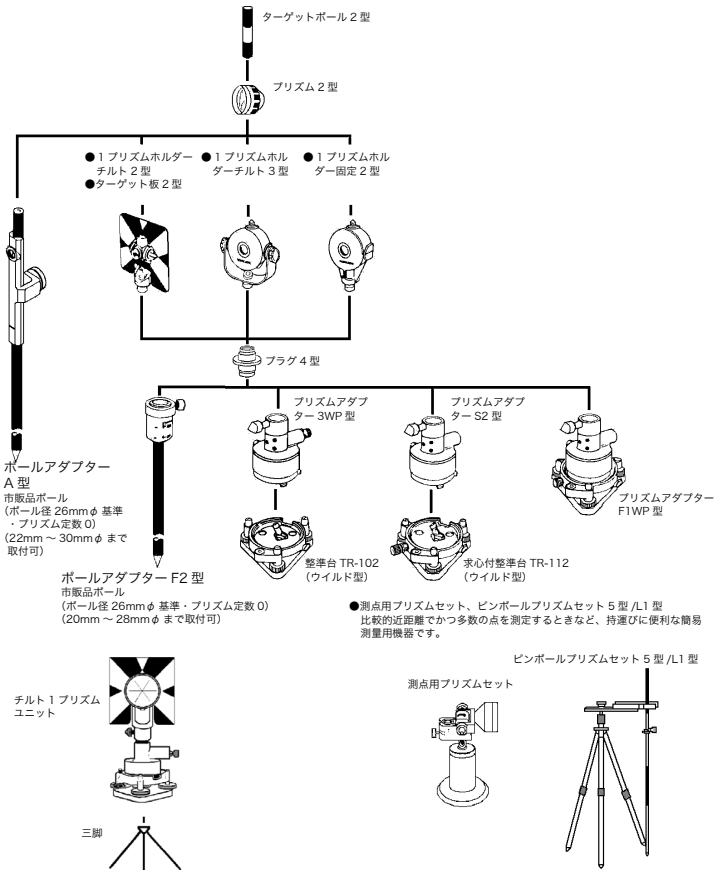 ターゲットポール 2 型
プリズム 2 型
● 1 プリズムホルダー
チルト 2 型
●ターゲット板 2 型
● 1 プリズムホル
ダーチルト 3 型
● 1 プリズムホル
ダー固定 2 型
プラグ 4 型
ポールアダプター
A 型
市販品ポール
（ポール径 26mmφ 基準
・プリズム定数 0）
（22mm ～ 30mmφ まで
取付可）
ポールアダプター F2 型
市販品ポール
（ポール径 26mmφ 基準・プリズム定数 0）
（20mm ～ 28mmφ まで取付可）
プリズムアダプ
ター 3WP 型
整準台 TR-102
（ウイルド型）
プリズムアダプ
ター S2 型
求心付整準台 TR-112
（ウイルド型）
プリズムアダプター
F1WP 型
●測点用プリズムセット、ピンポールプリズムセット 5 型 /L1 型
比較的近距離でかつ多数の点を測定するときなど、持運びに便利な簡易
測量用機器です。
チルト 1 プリズム
ユニット
三脚
測点用プリズムセット
ピンポールプリズムセット 5 型 /L1 型